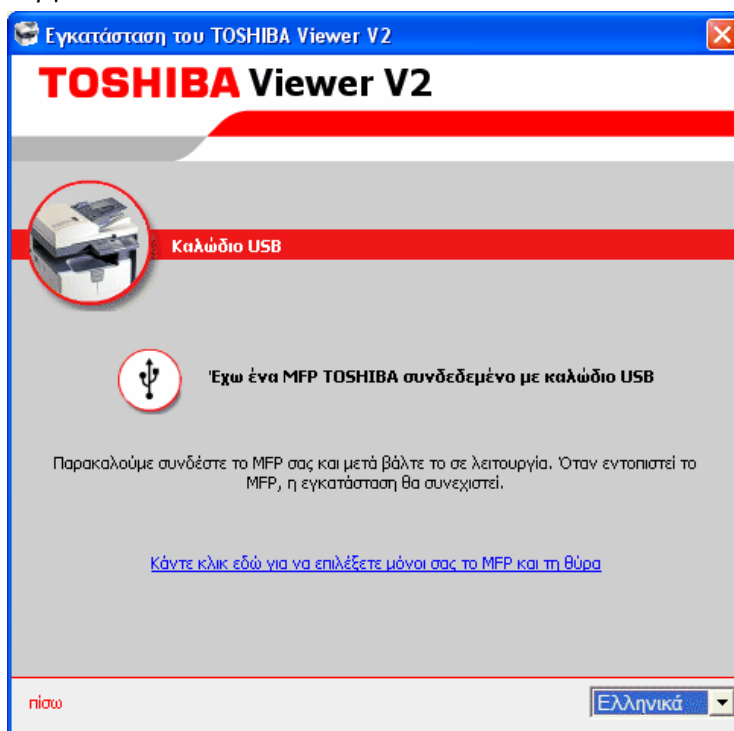 Εγκατάσταση του TOSHIBA Viewer V2
TOSHIBA Viewer V2
Καλώδιο USB
Έχω ένα MFP TOSHIBA συνδεδεμένο με καλώδιο USB
Παρακαλούμε συνδέστε το MFP σας και μετά βάλτε το σε λειτουργία. Όταν εντοπιστεί το
MFP, η εγκατάσταση θα συνεχιστεί.
Κάντε κλικ εδώ για να επιλέξετε μόνοι σας το MFP και τη θύρα
πίσω
Ελληνικά